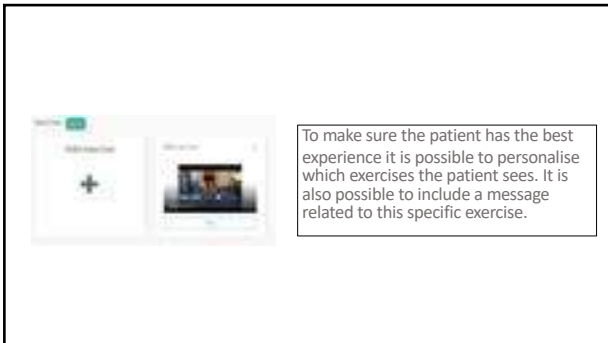 To make sure the patient has the best
experience it is possible to personalise
which exercises the patient sees. It is
also possible to include a message
related to this specific exercise.